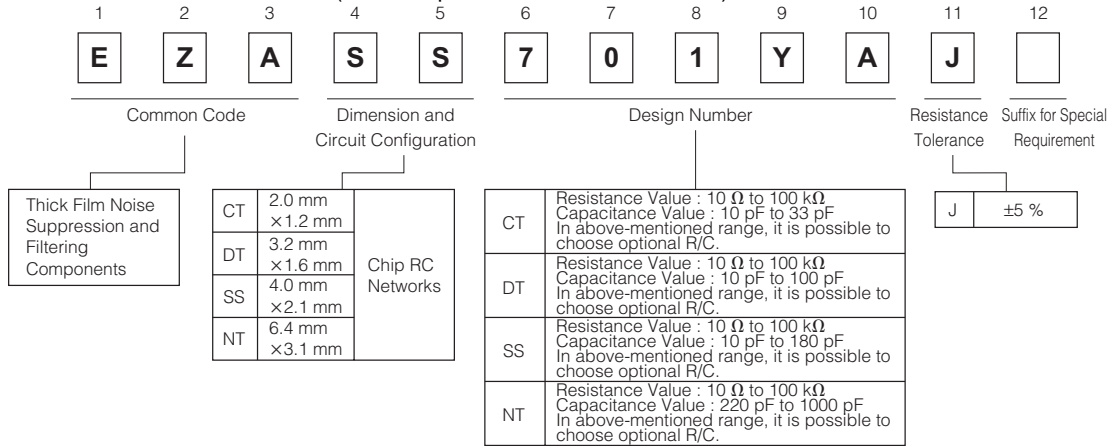 1 2 3 4 5 6 7 8 9 10 11 12
E Z A S S 7 0 1 Y A J
Common Code
Dimension and
Circuit Configuration
Design Number
Resistance
Tolerance
Suffix for Special
Requirement
Thick Film Noise
Suppression and
Filtering
Components
CT 2.0 mm
×1.2 mm
DT 3.2 mm
×1.6 mm
SS 4.0 mm
×2.1 mm
NT 6.4 mm
×3.1 mm
Chip RC
Networks
CT
Resistance Value : 10 Ω to 100 kΩ
Capacitance Value : 10 pF to 33 pF
In above-mentioned range, it is possible to
choose optional R/C.
DT
Resistance Value : 10 Ω to 100 kΩ
Capacitance Value : 10 pF to 100 pF
In above-mentioned range, it is possible to
choose optional R/C.
SS
Resistance Value : 10 Ω to 100 kΩ
Capacitance Value : 10 pF to 180 pF
In above-mentioned range, it is possible to
choose optional R/C.
NT
Resistance Value : 10 Ω to 100 kΩ
Capacitance Value : 220 pF to 1000 pF
In above-mentioned range, it is possible to
choose optional R/C.
J ±5 %